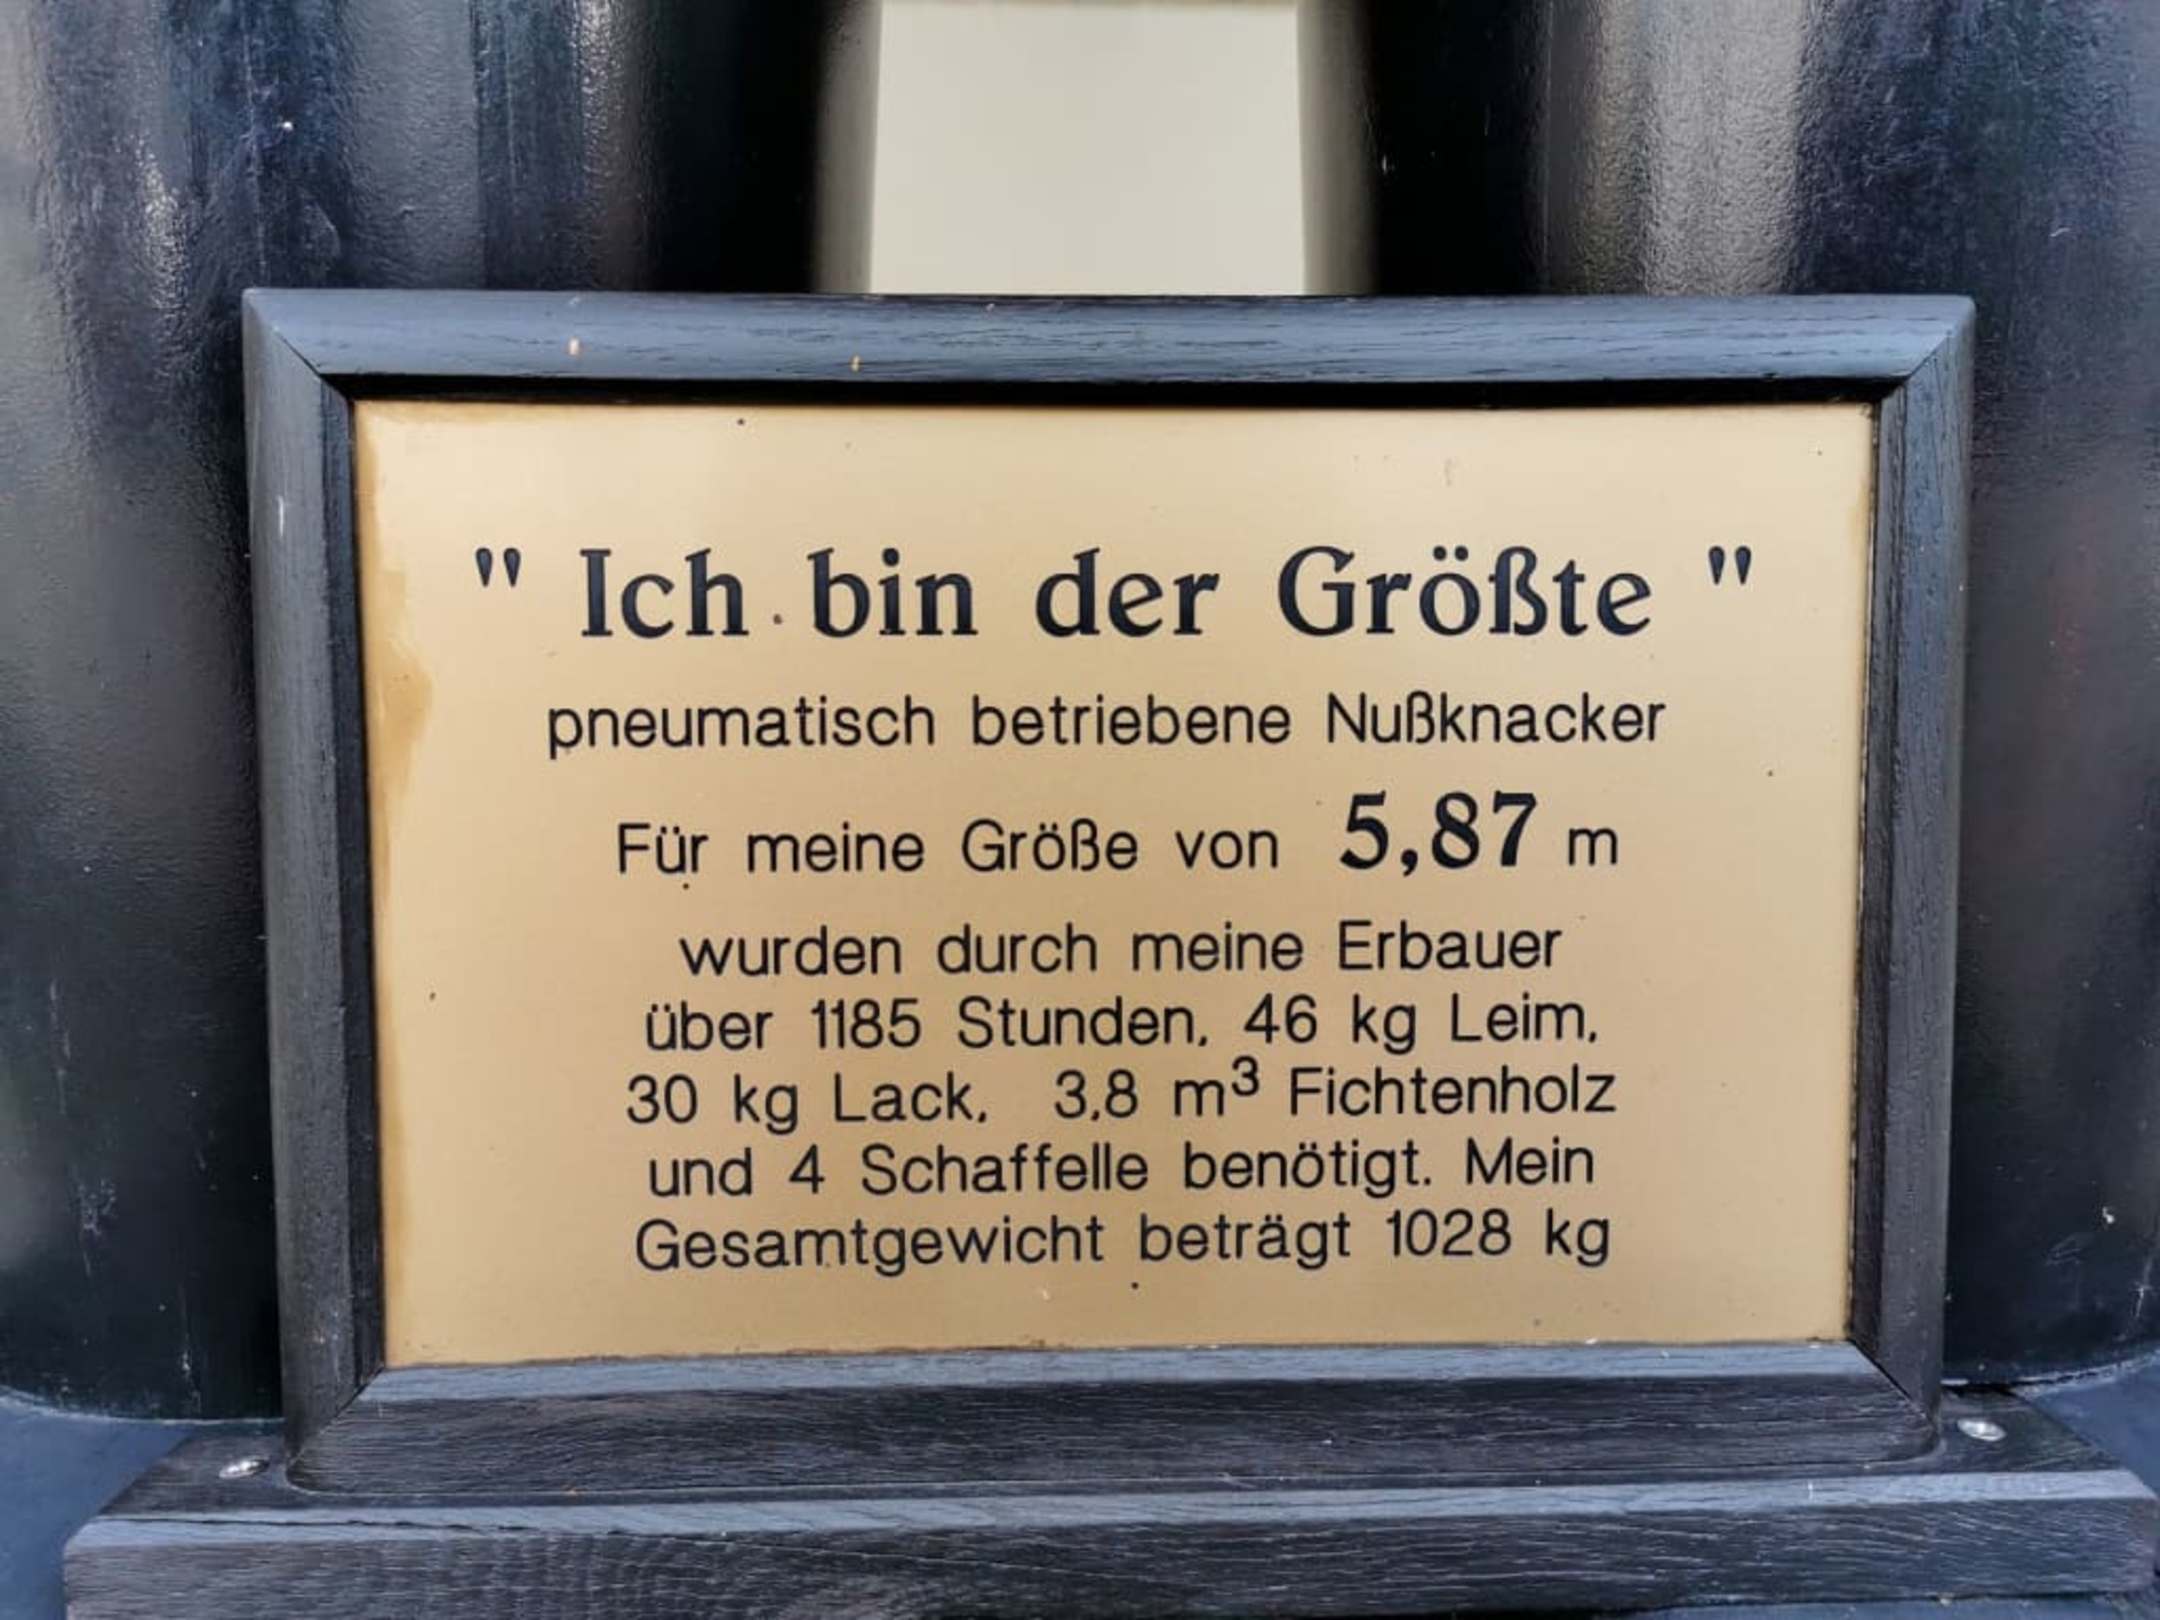 " Ich bin der Größte "
pneumatisch betriebene Nußknacker
Für meine Größe von 5,87 m
wurden durch meine Erbauer
über 1185 Stunden, 46 kg Leim,
30 kg Lack, 3,8 m³ Fichtenholz
und 4 Schaffelle benötigt. Mein
Gesamtgewicht beträgt 1028 kg